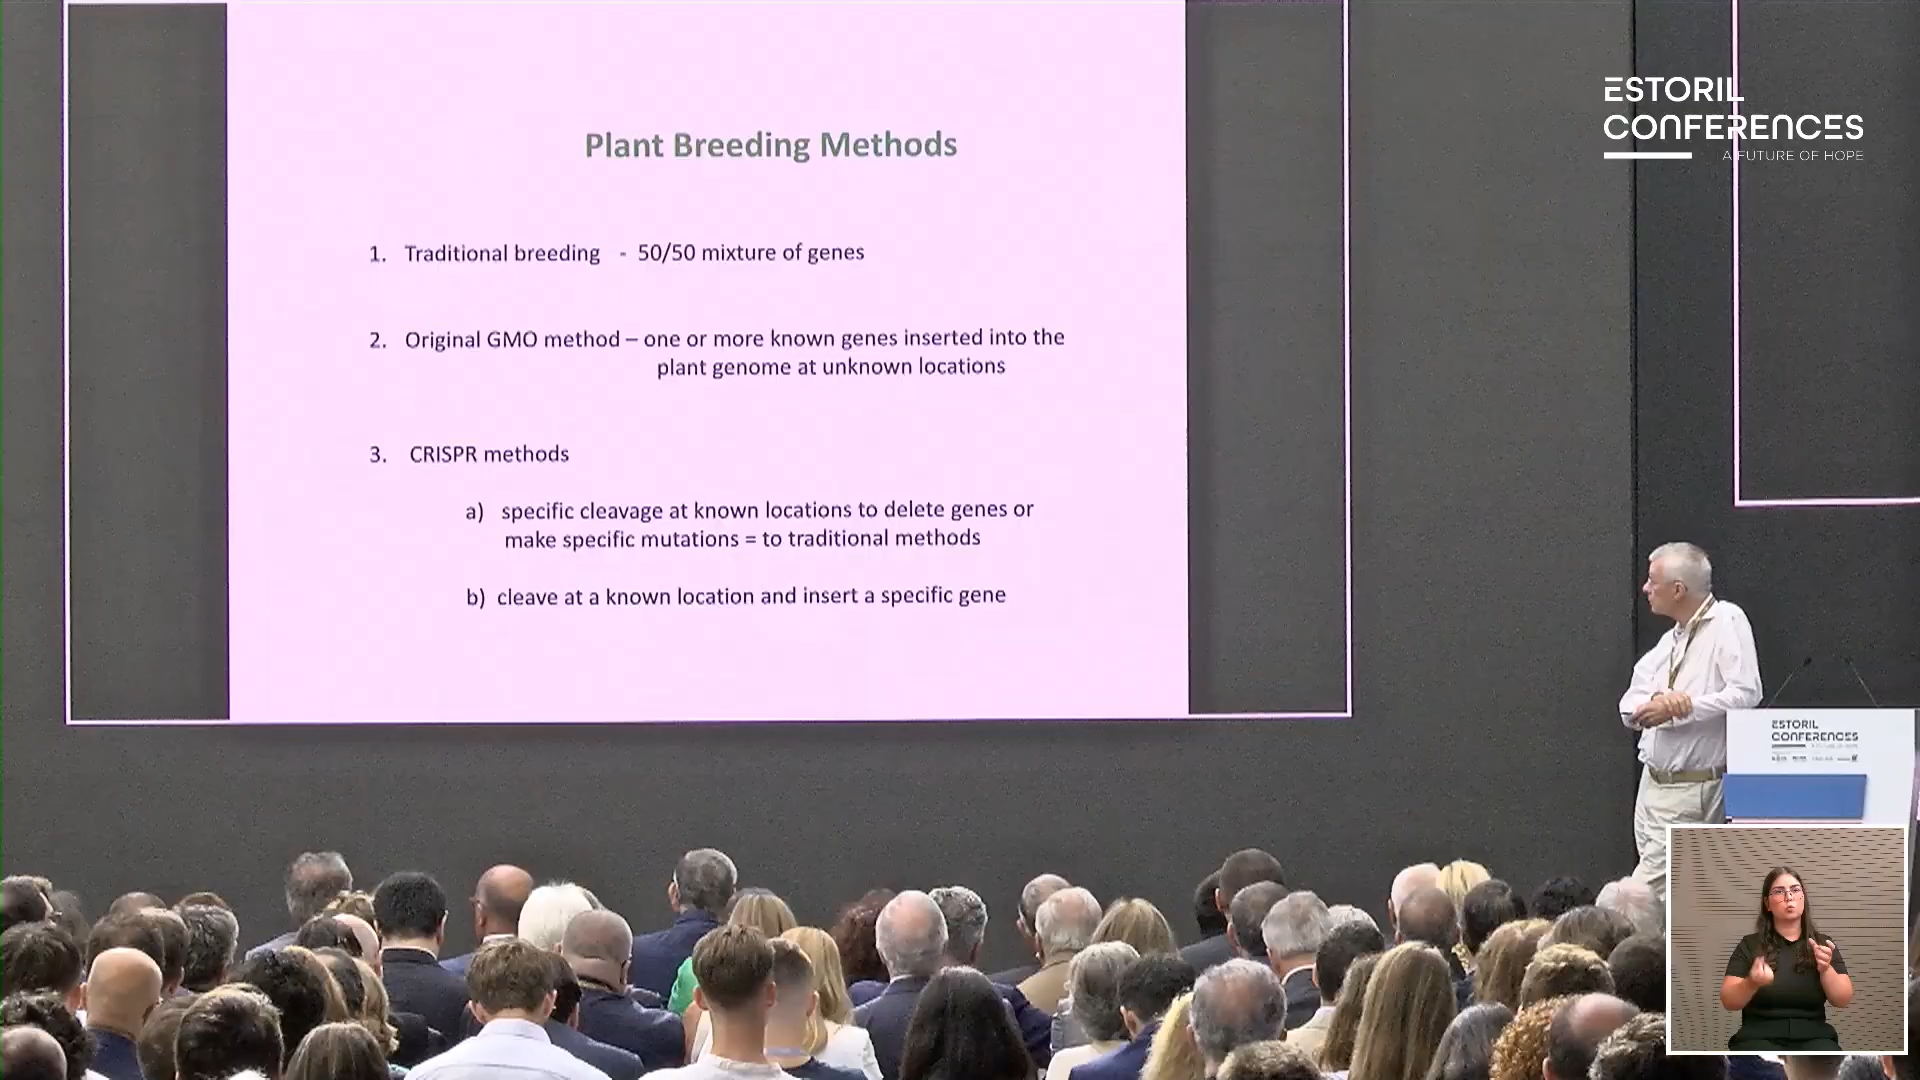 Plant Breeding Methods
1. Traditional breeding - 50/50 mixture of genes
2. Original GMO method – one or more known genes inserted into the
plant genome at unknown locations
3. CRISPR methods
a) specific cleavage at known locations to delete genes or
make specific mutations = to traditional methods
b) cleave at a known location and insert a specific gene
ESTORIL
CONFERENCES
A FUTURE OF HOPE
ESTORIL
CONFERENCES